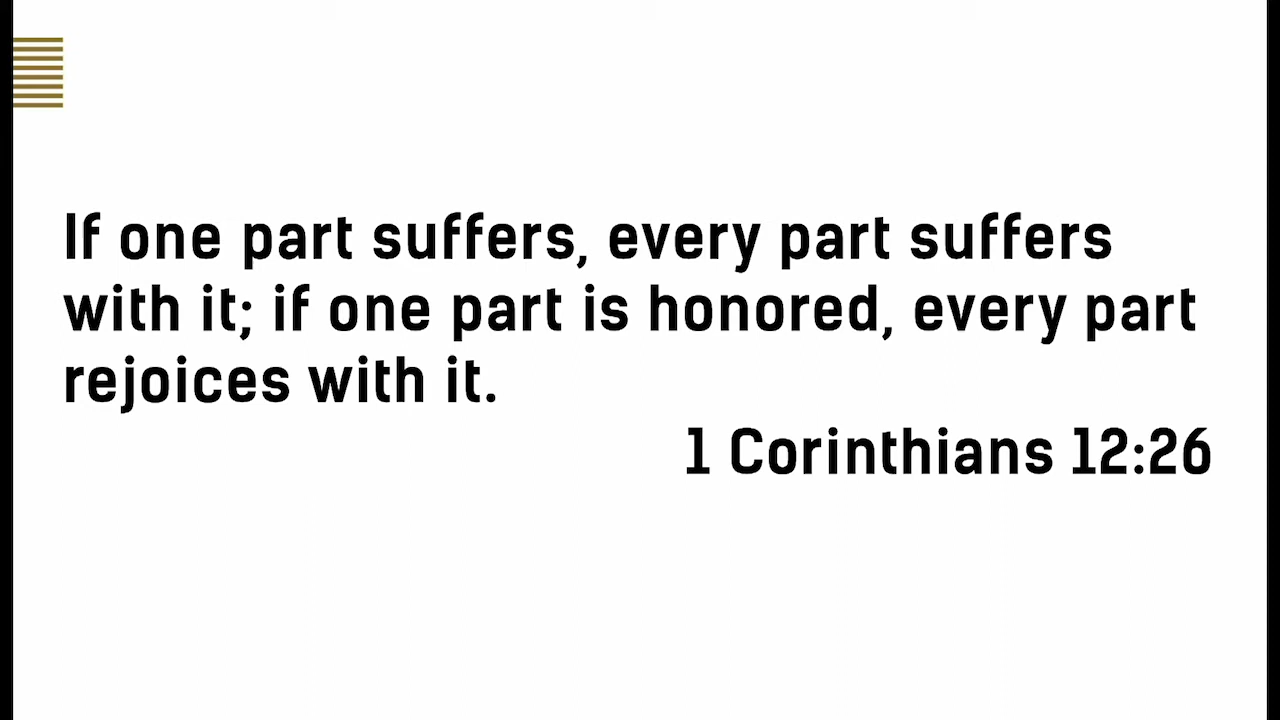 If one part suffers, every part suffers
with it; if one part is honored, every part
rejoices with it.
1 Corinthians 12:26